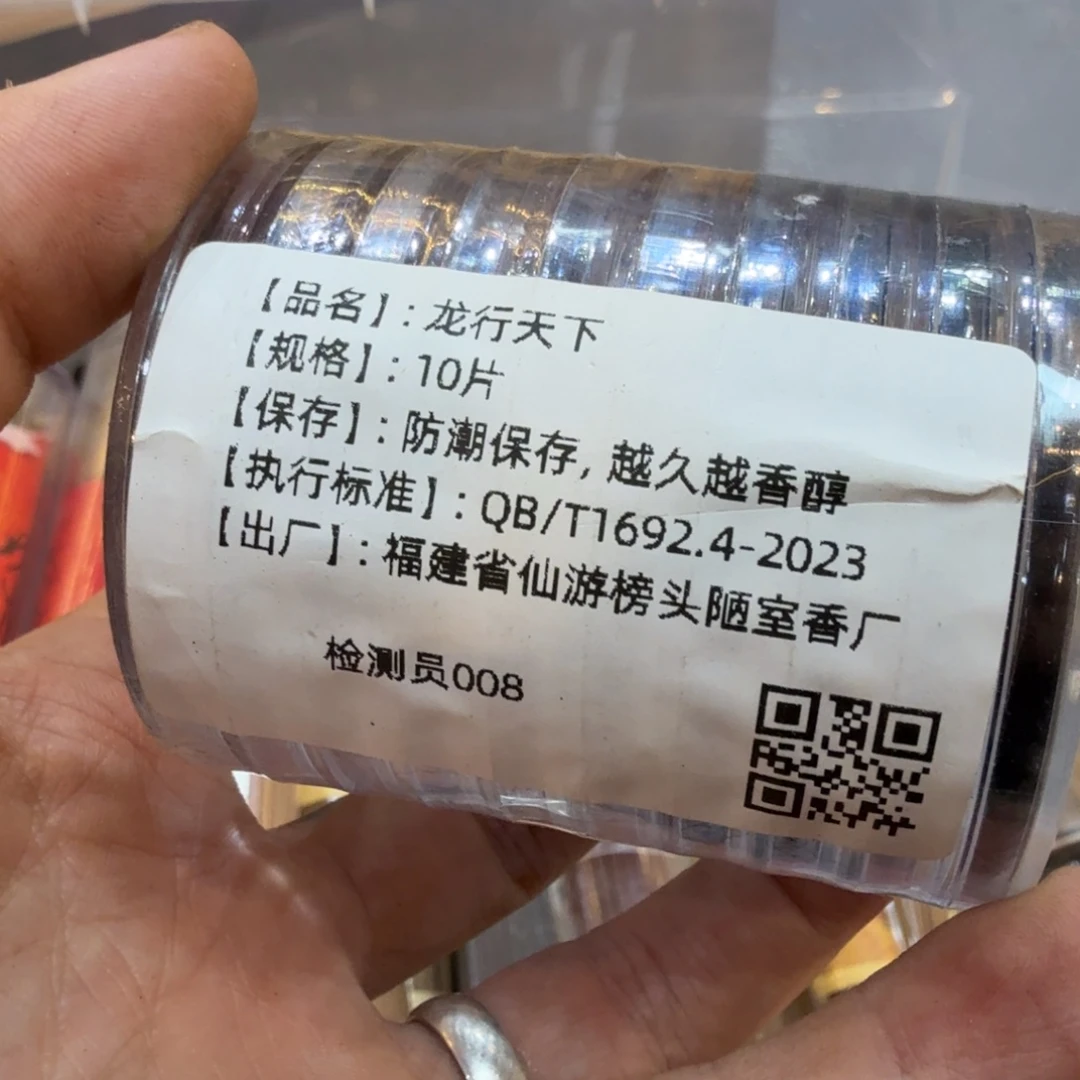 【品名】: 龙行天下
【规格】: 10片
【保存】: 防潮保存, 越久越香醇
【执行标准】: QB/T1692.4-2023
【出厂】: 福建省仙游榜头陋室香厂
检测员008